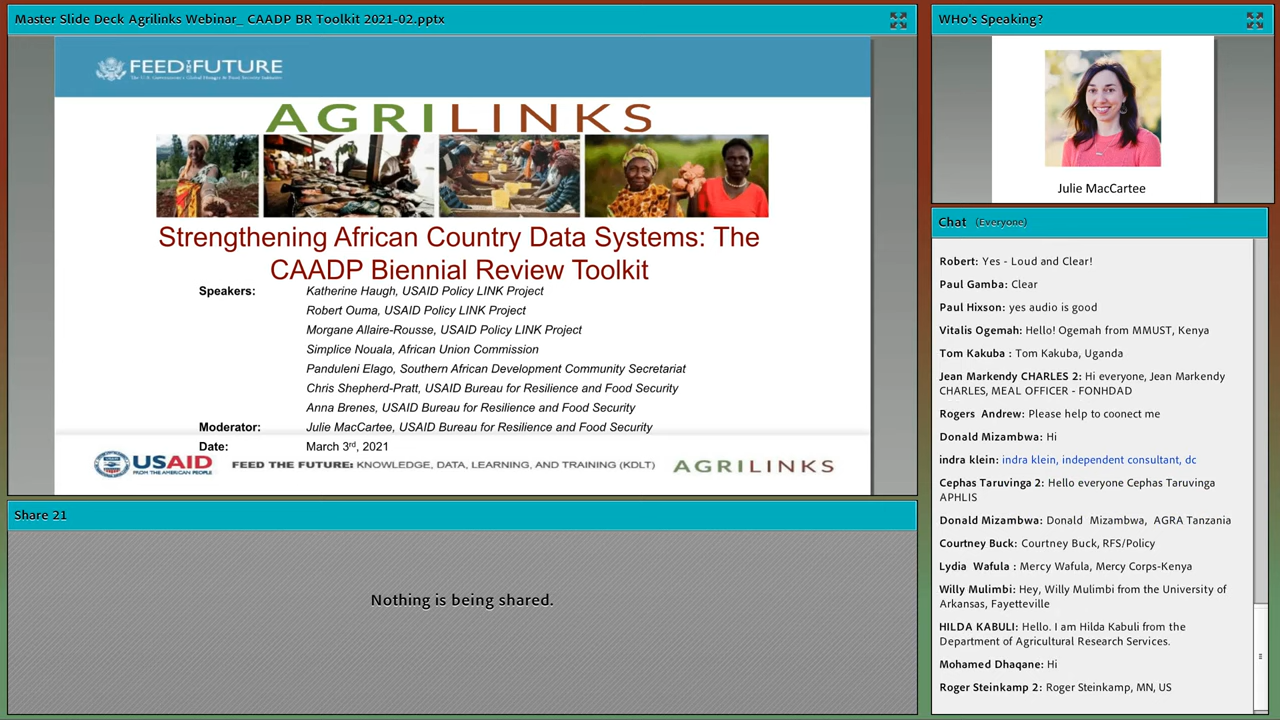 Master Slide Deck Agrilinks Webinar_ CAADP BR Toolkit 2021-02.pptx
FEED THE FUTURE
The U.S. Government's Global Hunger & Food Security Initiative
AGRILINKS
Strengthening African Country Data Systems: The
CAADP Biennial Review Toolkit
Speakers: Katherine Haugh, USAID Policy LINK Project
Robert Ouma, USAID Policy LINK Project
Morgane Allaire-Rousse, USAID Policy LINK Project
Simplice Nouala, African Union Commission
Panduleni Elago, Southern African Development Community Secretariat
Chris Shepherd-Pratt, USAID Bureau for Resilience and Food Security
Anna Brenes, USAID Bureau for Resilience and Food Security
Moderator: Julie MacCartee, USAID Bureau for Resilience and Food Security
Date: March 3rd, 2021
USAID
FROM THE AMERICAN PEOPLE
FEED THE FUTURE: KNOWLEDGE, DATA, LEARNING, AND TRAINING (KDLT)
AGRILINKS
Share 21
Nothing is being shared.
WHo's Speaking?
Julie MacCartee
Chat (Everyone)
Robert: Yes - Loud and Clear!
Paul Gamba: Clear
Paul Hixson: yes audio is good
Vitalis Ogemah: Hello! Ogemah from MMUST, Kenya
Tom Kakuba : Tom Kakuba, Uganda
Jean Markendy CHARLES 2: Hi everyone, Jean Markendy
CHARLES, MEAL OFFICER - FONHDAD
Rogers Andrew: Please help to coonect me
Donald Mizambwa: Hi
indra klein: indra klein, independent consultant, dc
Cephas Taruvinga 2: Hello everyone Cephas Taruvinga
APHLIS
Donald Mizambwa: Donald Mizambwa, AGRA Tanzania
Courtney Buck: Courtney Buck, RFS/Policy
Lydia Wafula : Mercy Wafula, Mercy Corps-Kenya
Willy Mulimbi: Hey, Willy Mulimbi from the University of
Arkansas, Fayetteville
HILDA KABULI: Hello. I am Hilda Kabuli from the
Department of Agricultural Research Services.
Mohamed Dhaqane: Hi
Roger Steinkamp 2: Roger Steinkamp, MN, US